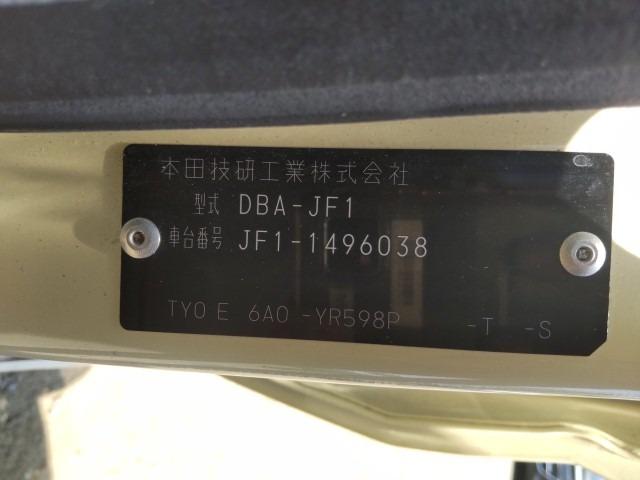 本田技研工業株式会社
型式 DBA-JF1
車台番号 JF1-1496038
TYO E 6AO -YR598P -T -S